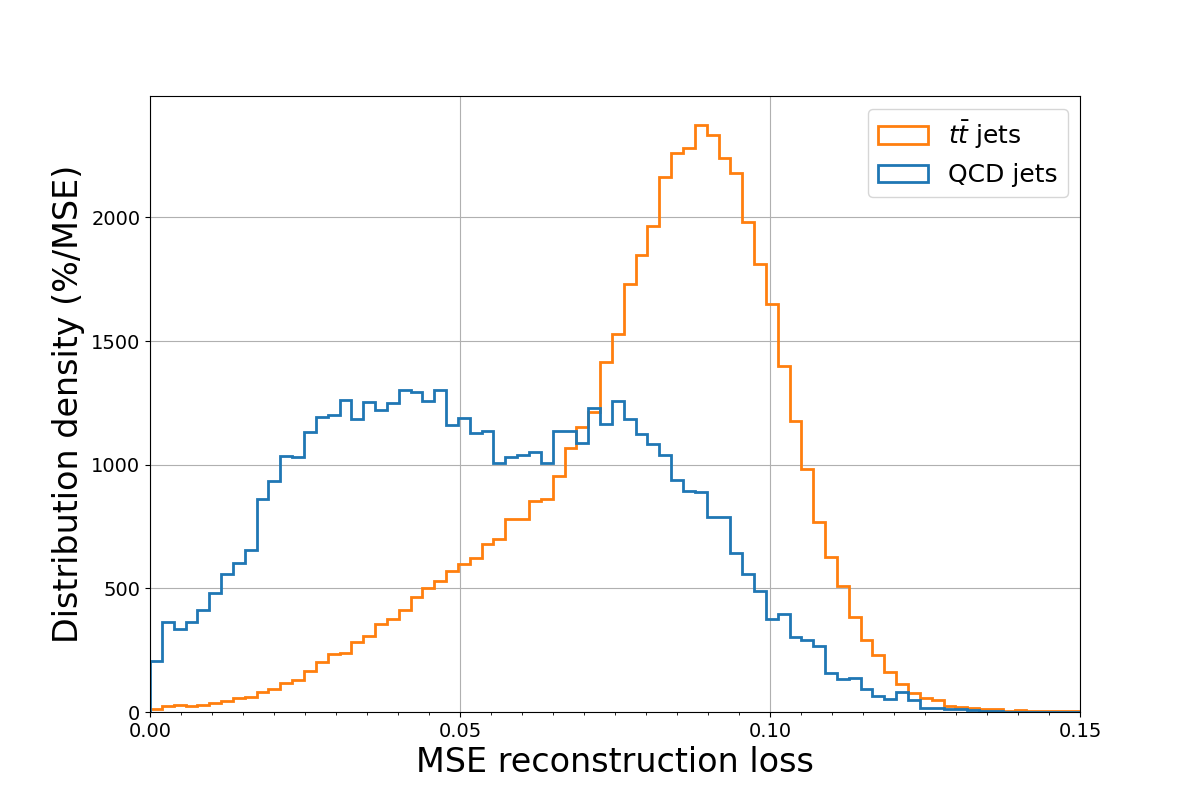 Distribution density (%/MSE)
2000
1500
1000
500
0
tt̄ jets
QCD jets
0.00 0.05 0.10 0.15
MSE reconstruction loss